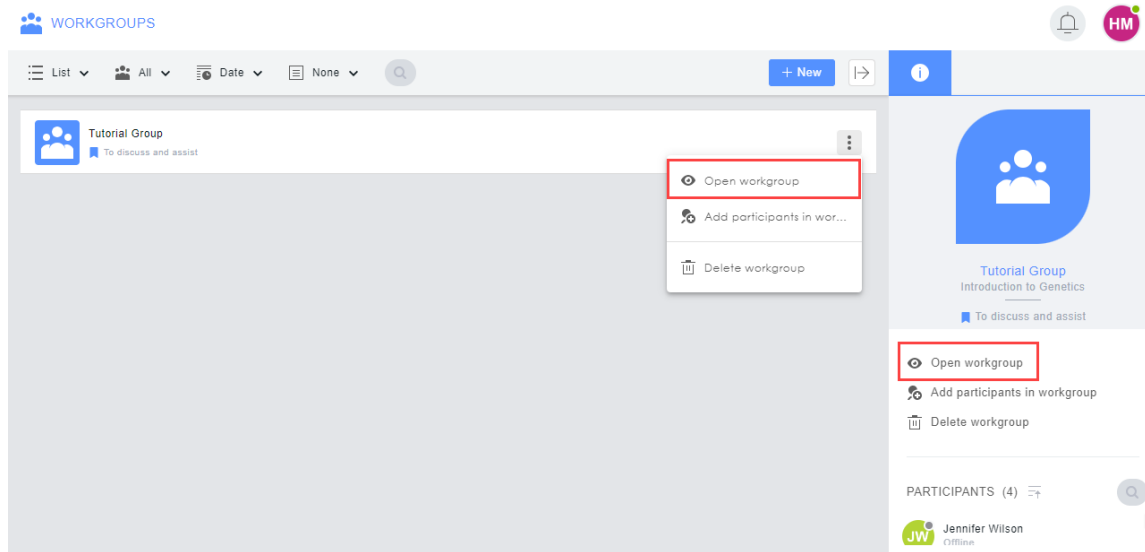 WORKGROUPS
HM
List
All
Date
None
+ New
Tutorial Group
To discuss and assist
Open workgroup
Add participants in wor...
Delete workgroup
i
Tutorial Group
Introduction to Genetics
To discuss and assist
Open workgroup
Add participants in workgroup
Delete workgroup
PARTICIPANTS (4)
JW
Jennifer Wilson
Offline